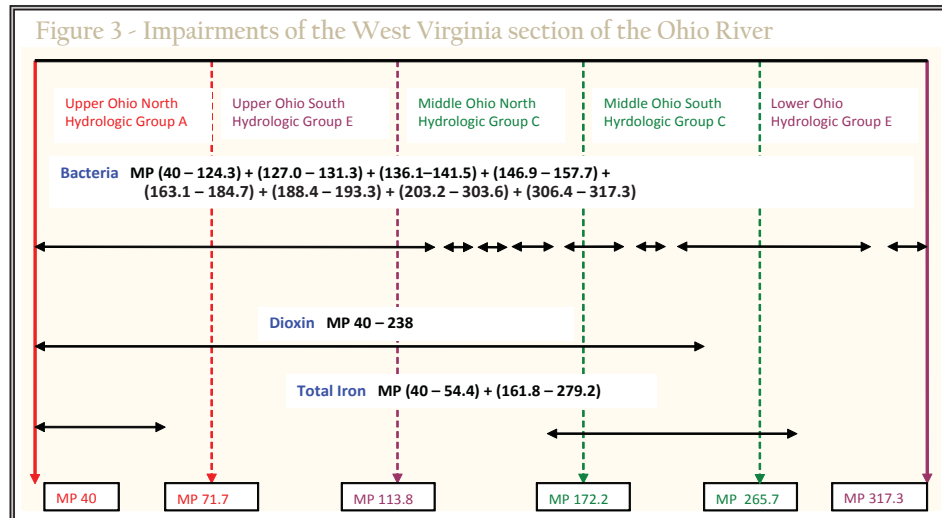 Figure 3 - Impairments of the West Virginia section of the Ohio River
Upper Ohio North
Hydrologic Group A
Upper Ohio South
Hyrdologic Group E
Middle Ohio North
Hydrologic Group C
Middle Ohio South
Hyrdologic Group C
Lower Ohio
Hydrologic Group E
Bacteria MP (40 – 124.3) + (127.0 – 131.3) + (136.1–141.5) + (146.9 – 157.7) +
(163.1 – 184.7) + (188.4 – 193.3) + (203.2 – 303.6) + (306.4 – 317.3)
Dioxin MP 40 – 238
Total Iron MP (40 – 54.4) + (161.8 – 279.2)
MP 40
MP 71.7
MP 113.8
MP 172.2
MP 265.7
MP 317.3